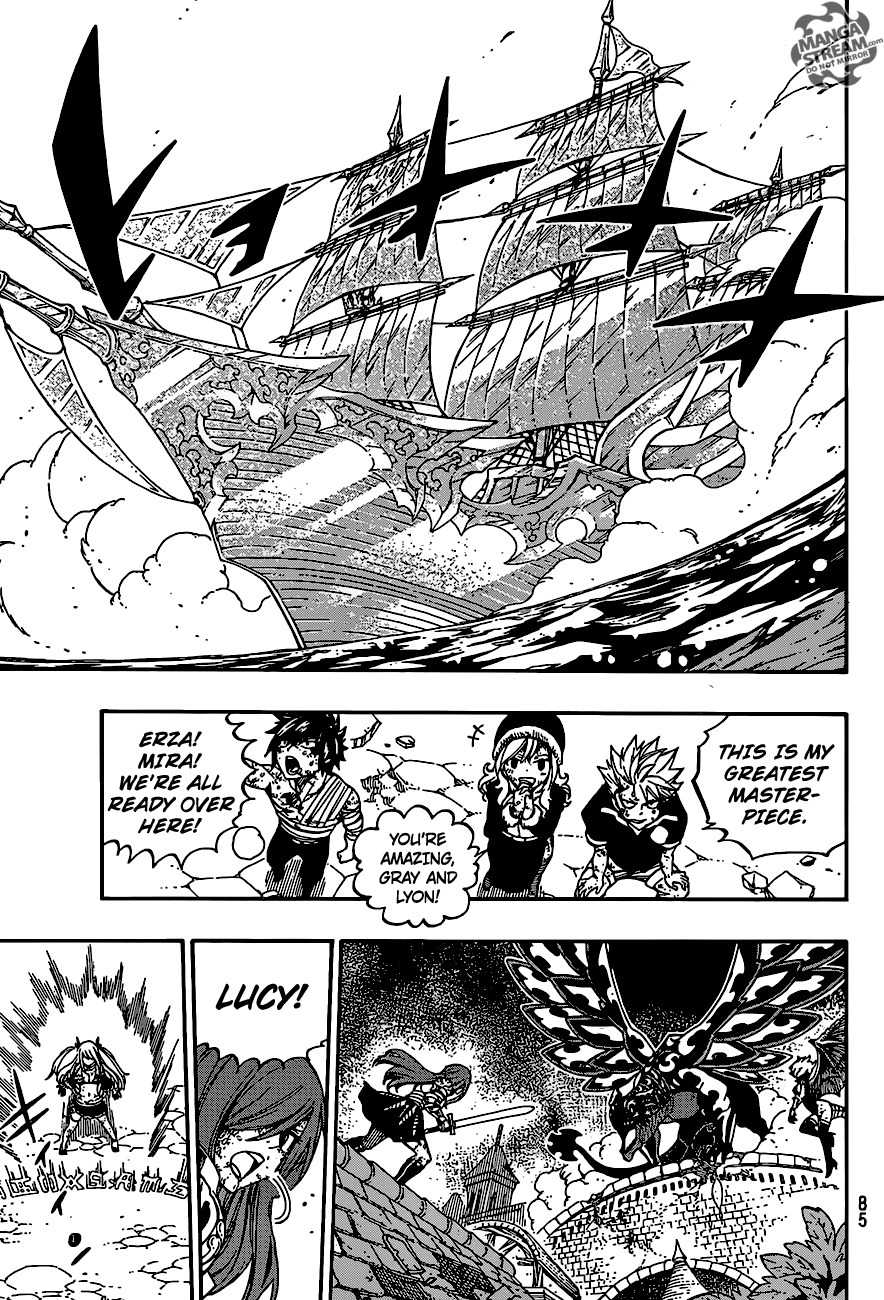 MANGA
STREAM.com
DO NOT MIRROR
THIS IS MY
GREATEST
MASTER-
PIECE.
YOU'RE
AMAZING,
GRAY AND
LYON!
ERZA!
MIRA!
WE'RE ALL
READY OVER
HERE!
LUCY!
85